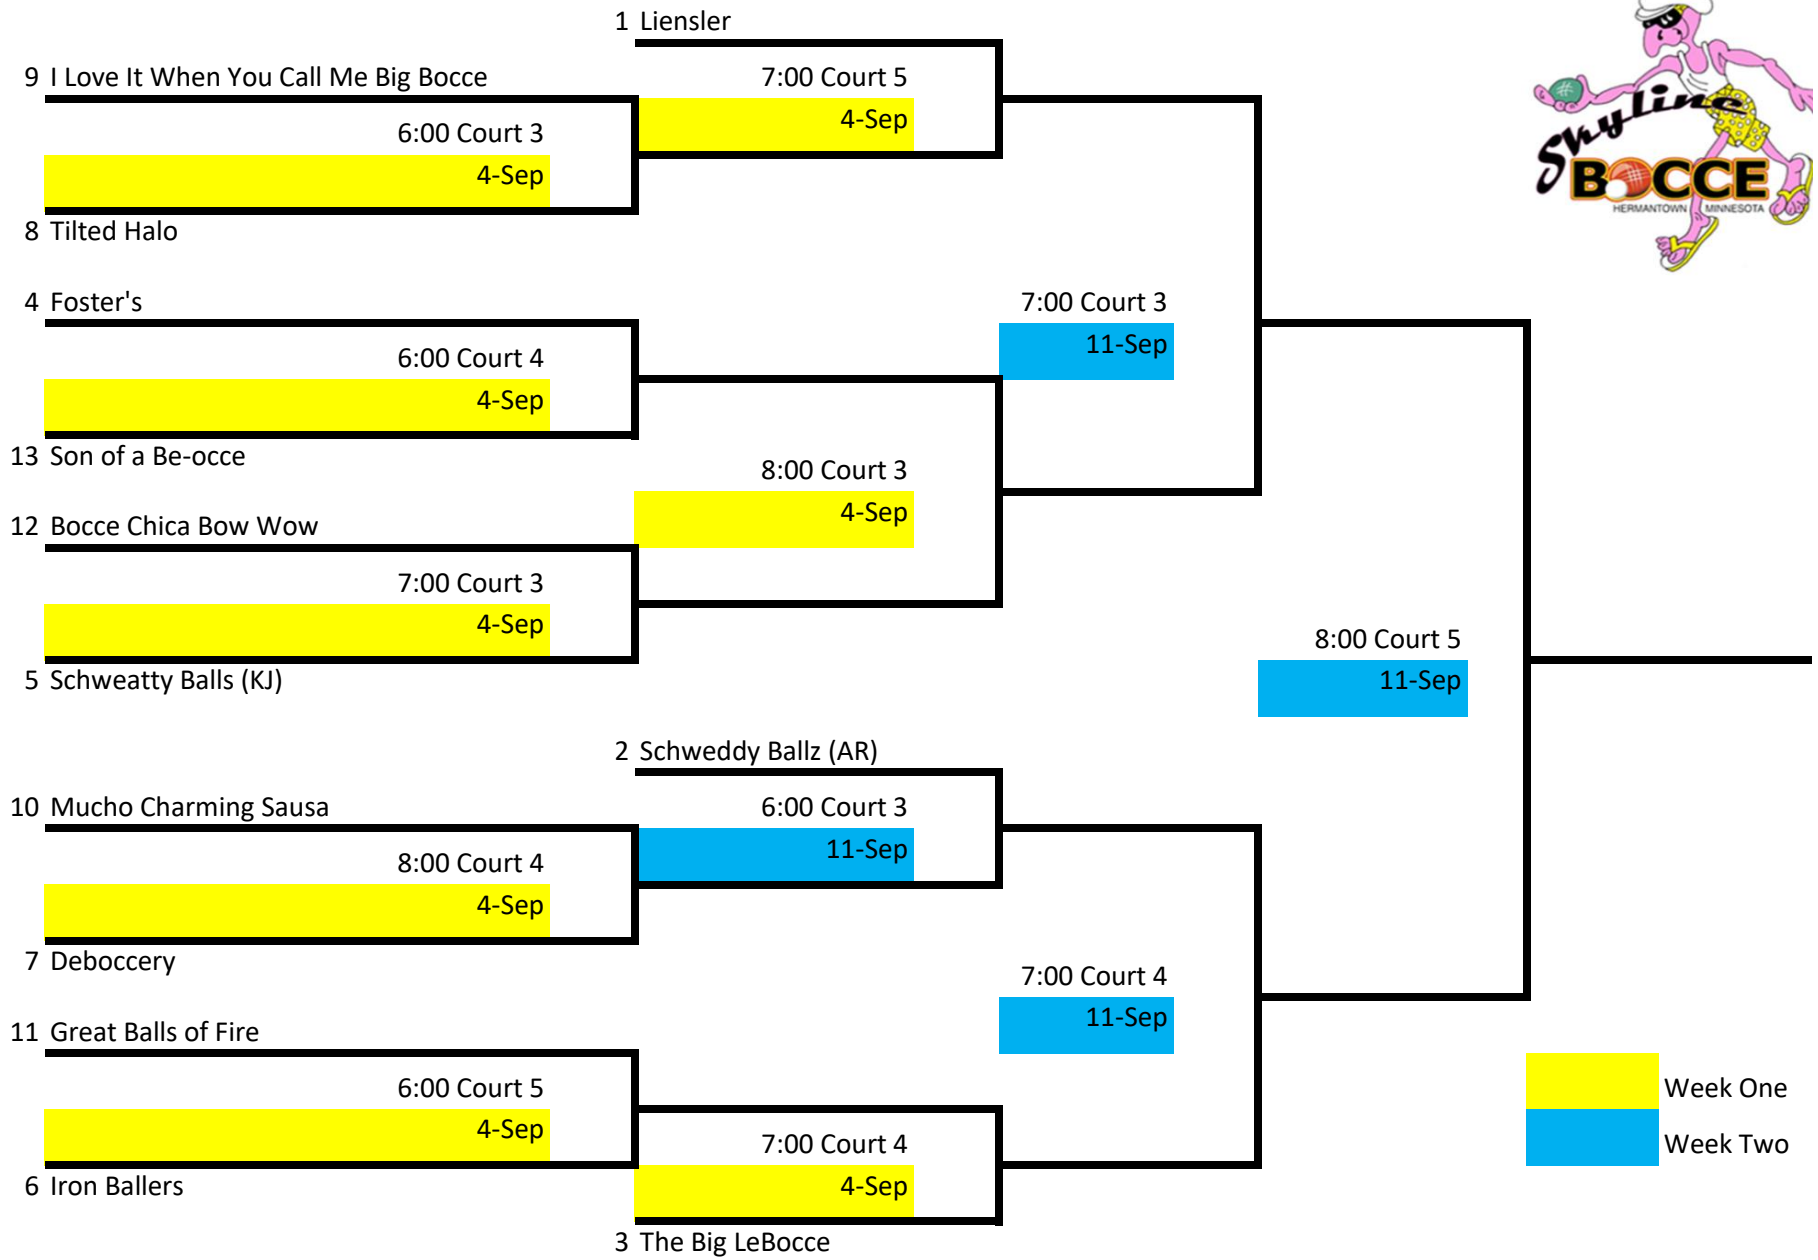 1 Liensler
9 I Love It When You Call Me Big Bocce
7:00 Court 5
4-Sep
6:00 Court 3
4-Sep
8 Tilted Halo
Skyline
BOCCE
HERMANTOWN MINNESOTA
4 Foster's
7:00 Court 3
11-Sep
6:00 Court 4
4-Sep
13 Son of a Be-occe
8:00 Court 3
4-Sep
12 Bocce Chica Bow Wow
7:00 Court 3
4-Sep
8:00 Court 5
11-Sep
5 Schweatty Balls (KJ)
2 Schweddy Ballz (AR)
10 Mucho Charming Sausa
6:00 Court 3
11-Sep
8:00 Court 4
4-Sep
7 Deboccery
7:00 Court 4
11-Sep
11 Great Balls of Fire
6:00 Court 5
4-Sep
Week One
Week Two
7:00 Court 4
4-Sep
6 Iron Ballers
3 The Big LeBocce